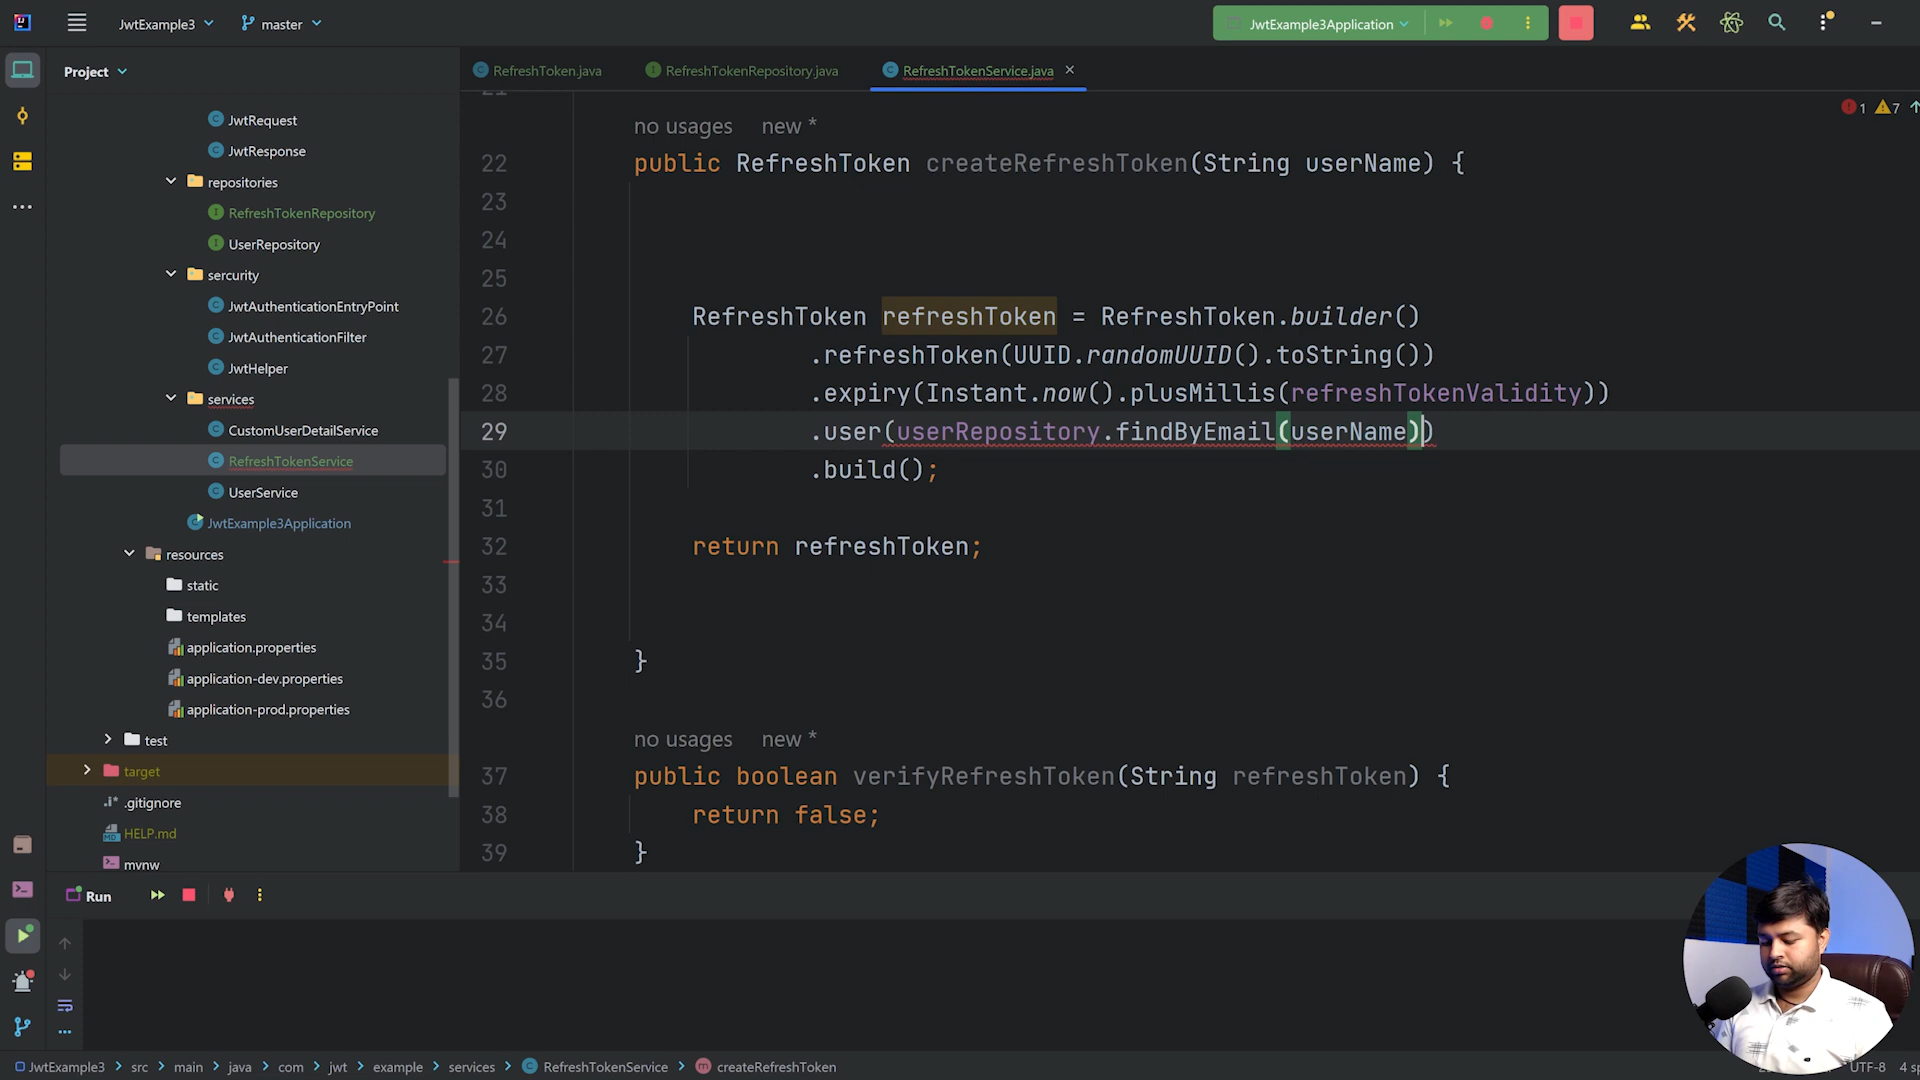 JwtExample3
master
JwtExample3Application
Project
RefreshToken.java
RefreshTokenRepository.java
RefreshTokenService.java
JwtRequest
JwtResponse
repositories
RefreshTokenRepository
UserRepository
sercurity
JwtAuthenticationEntryPoint
JwtAuthenticationFilter
JwtHelper
services
CustomUserDetailService
RefreshTokenService
UserService
JwtExample3Application
resources
static
templates
application.properties
application-dev.properties
application-prod.properties
test
target
.gitignore
HELP.md
mvnw
1 7
21
no usages new *
22 public RefreshToken createRefreshToken(String userName) {
23
24
25
26 RefreshToken refreshToken = RefreshToken.builder()
27 .refreshToken(UUID.randomUUID().toString())
28 .expiry(Instant.now().plusMillis(refreshTokenValidity))
29 .user(userRepository.findByEmail(userName))
30 .build();
31
32 return refreshToken;
33
34
35 }
36
no usages new *
37 public boolean verifyRefreshToken(String refreshToken) {
38 return false;
39 }
Run
JwtExample3 > src > main > java > com > jwt > example > services > RefreshTokenService > createRefreshToken
UTF-8 4 sp